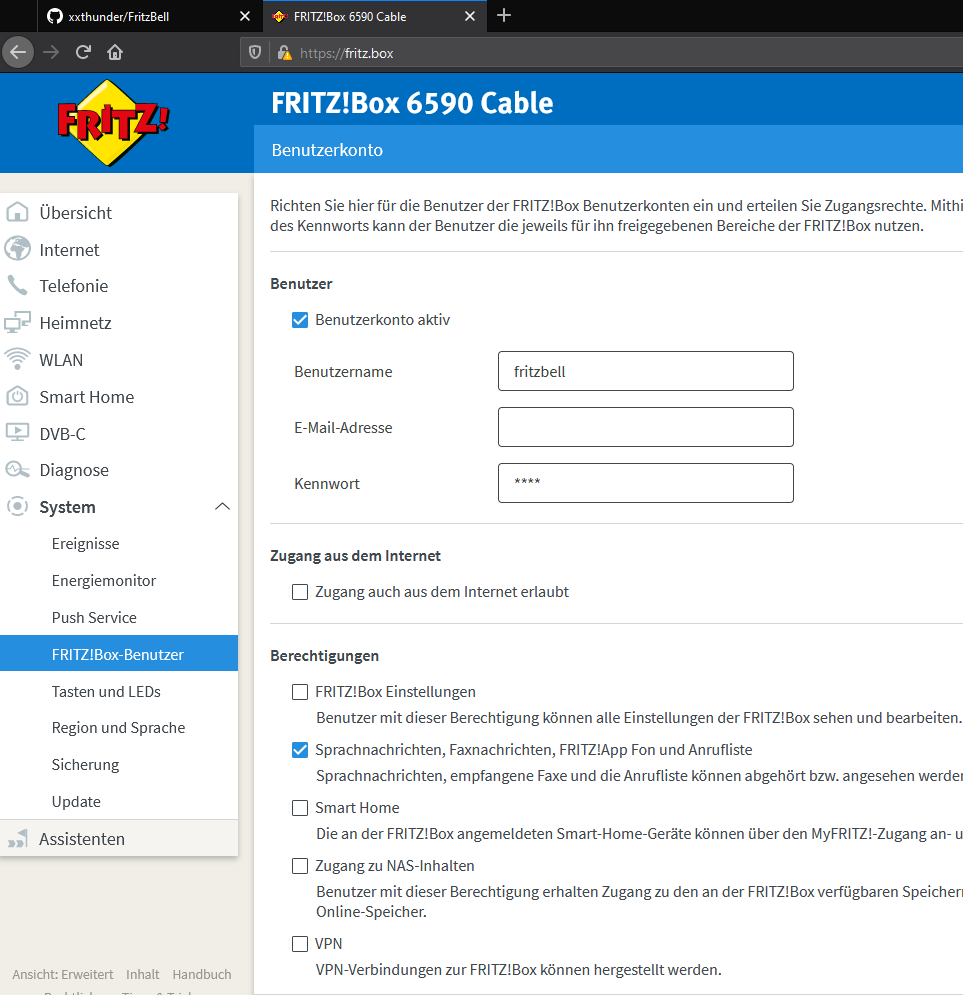 xxthunder/FritzBell
FRITZ!Box 6590 Cable
https://fritz.box
FRITZ!
FRITZ!Box 6590 Cable
Benutzerkonto
Übersicht
Internet
Telefonie
Heimnetz
WLAN
Smart Home
DVB-C
Diagnose
System
Ereignisse
Energiemonitor
Push Service
FRITZ!Box-Benutzer
Tasten und LEDs
Region und Sprache
Sicherung
Update
Assistenten
Ansicht: Erweitert Inhalt Handbuch
Richten Sie hier für die Benutzer der FRITZ!Box Benutzerkonten ein und erteilen Sie Zugangsrechte. Mithi
des Kennworts kann der Benutzer die jeweils für ihn freigegebenen Bereiche der FRITZ!Box nutzen.
Benutzer
Benutzerkonto aktiv
Benutzername fritzbell
E-Mail-Adresse
Kennwort ****
Zugang aus dem Internet
Zugang auch aus dem Internet erlaubt
Berechtigungen
FRITZ!Box Einstellungen
Benutzer mit dieser Berechtigung können alle Einstellungen der FRITZ!Box sehen und bearbeiten.
Sprachnachrichten, Faxnachrichten, FRITZ!App Fon und Anrufliste
Sprachnachrichten, empfangene Faxe und die Anrufliste können abgehört bzw. angesehen werde
Smart Home
Die an der FRITZ!Box angemeldeten Smart-Home-Geräte können über den MyFRITZ!-Zugang an- u
Zugang zu NAS-Inhalten
Benutzer mit dieser Berechtigung erhalten Zugang zu den an der FRITZ!Box verfügbaren Speicher
Online-Speicher.
VPN
VPN-Verbindungen zur FRITZ!Box können hergestellt werden.